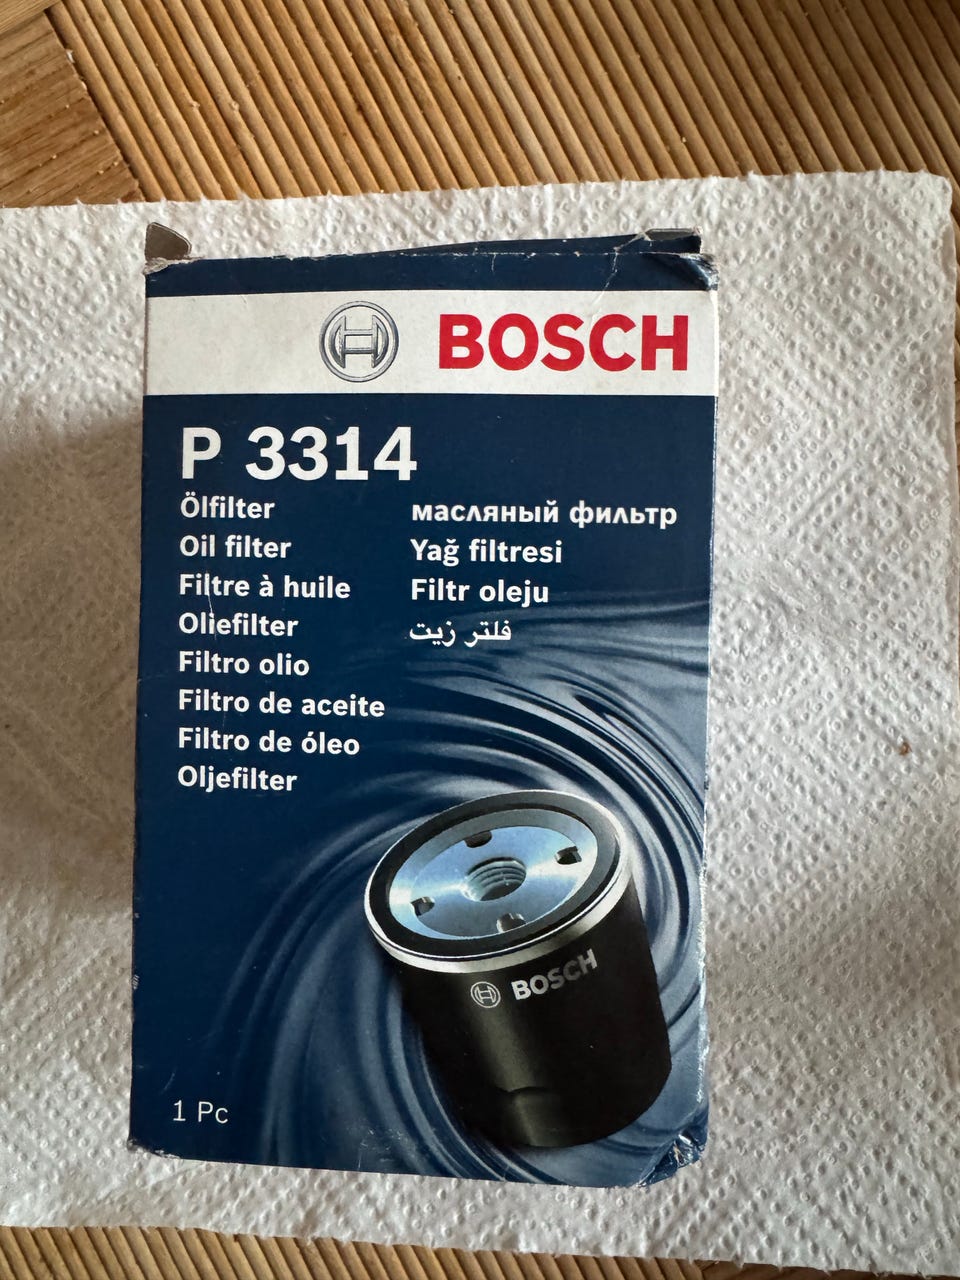 BOSCH
P 3314
Ölfilter
Oil filter
Filtre à huile
Oliefilter
Filtro olio
Filtro de aceite
Filtro de óleo
Oljefilter
масляный фильтр
Yağ filtresi
Filtr oleju
فلتر زيت
BOSCH
1 Pc